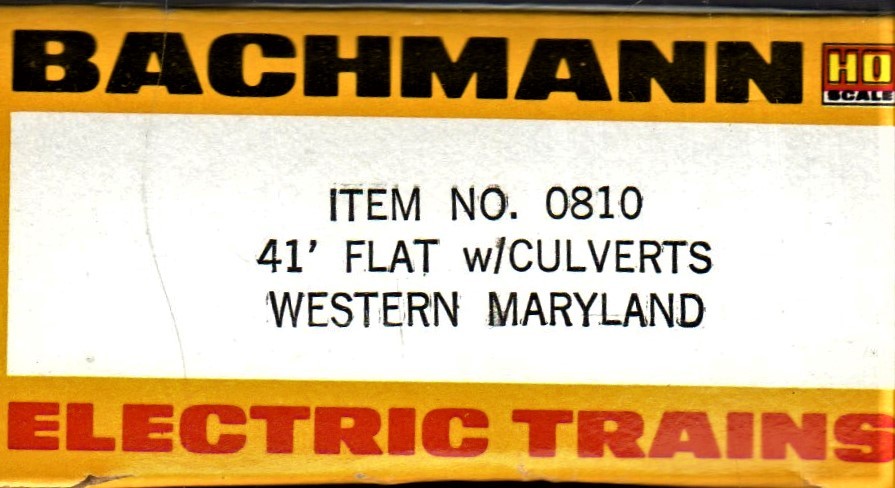 BACHMANN
HO
SCALE
ITEM NO. 0810
41' FLAT w/CULVERTS
WESTERN MARYLAND
ELECTRIC TRAINS